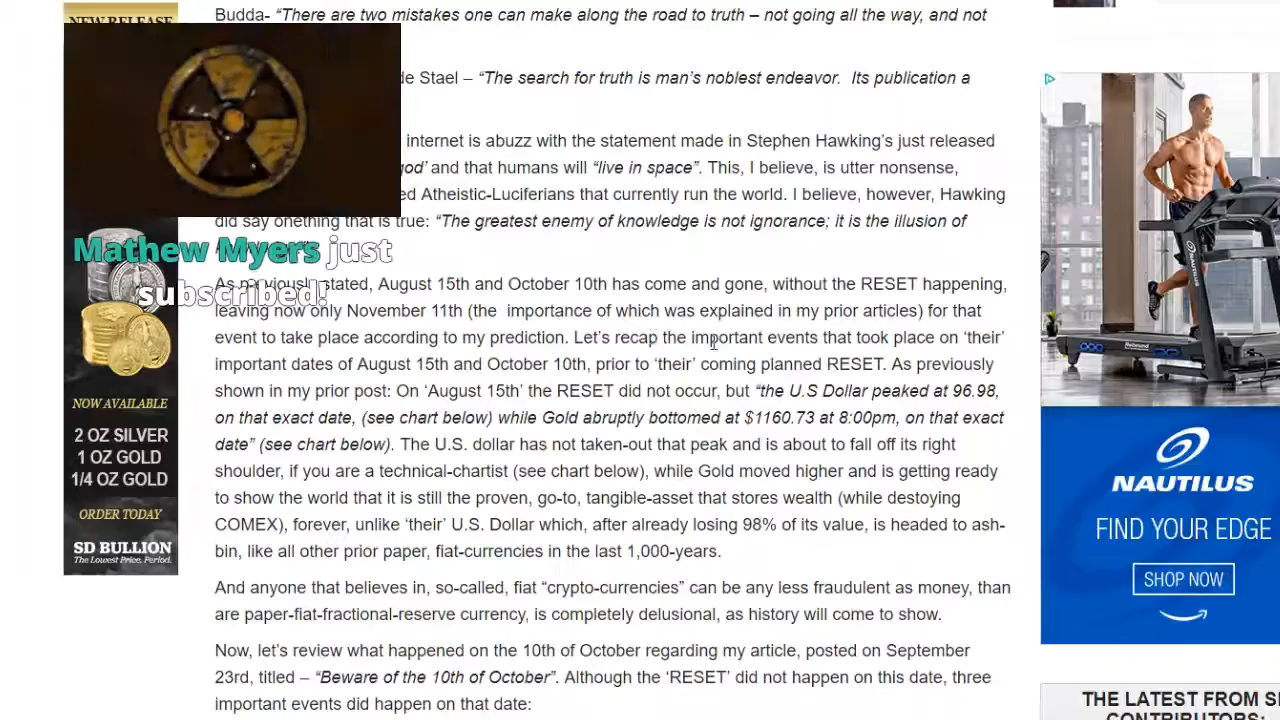 NEW RELEASE
Budda- “There are two mistakes one can make along the road to truth – not going all the way, and not
de Stael – “The search for truth is man’s noblest endeavor.  Its publication a
internet is abuzz with the statement made in Stephen Hawking’s just released
god’ and that humans will “live in space”. This, I believe, is utter nonsense,
ed Atheistic-Luciferians that currently run the world. I believe, however, Hawking
did say onething that is true: “The greatest enemy of knowledge is not ignorance; it is the illusion of
Mathew Myers just
subscribed!
As previously stated, August 15th and October 10th has come and gone, without the RESET happening,
leaving now only November 11th (the  importance of which was explained in my prior articles) for that
event to take place according to my prediction. Let’s recap the important events that took place on ‘their’
important dates of August 15th and October 10th, prior to ‘their’ coming planned RESET. As previously
shown in my prior post: On ‘August 15th’ the RESET did not occur, but “the U.S Dollar peaked at 96.98,
on that exact date, (see chart below) while Gold abruptly bottomed at $1160.73 at 8:00pm, on that exact
date” (see chart below). The U.S. dollar has not taken-out that peak and is about to fall off its right
shoulder, if you are a technical-chartist (see chart below), while Gold movd higher and is getting ready
to show the world that it is still the proven, go-to, tangible-asset that stores wealth (while destoying
COMEX), forever, unlike ‘their’ U.S. Dollar which, after already losing 98% of its value, is headed to ash-
bin, like all other prior paper, fiat-currencies in the last 1,000-years.
And anyone that believes in, so-called, fiat “crypto-currencies” can be any less fraudulent as money, than
are paper-fiat-fractional-reserve currency, is completely delusional, as history will come to show.
Now, let’s review what happened on the 10th of October regarding my article, posted on September
23rd, titled – “Beware of the 10th of October”. Although the ‘RESET’ did not happen on this date, three
important events did happen on that date:
NOW AVAILABLE
2 OZ SILVER
1 OZ GOLD
1/4 OZ GOLD
ORDER TODAY
SD BULLION
The Lowest Price, Period.
NAUTILUS
FIND YOUR EDGE
SHOP NOW
THE LATEST FROM S
CONTRIBUTORS: